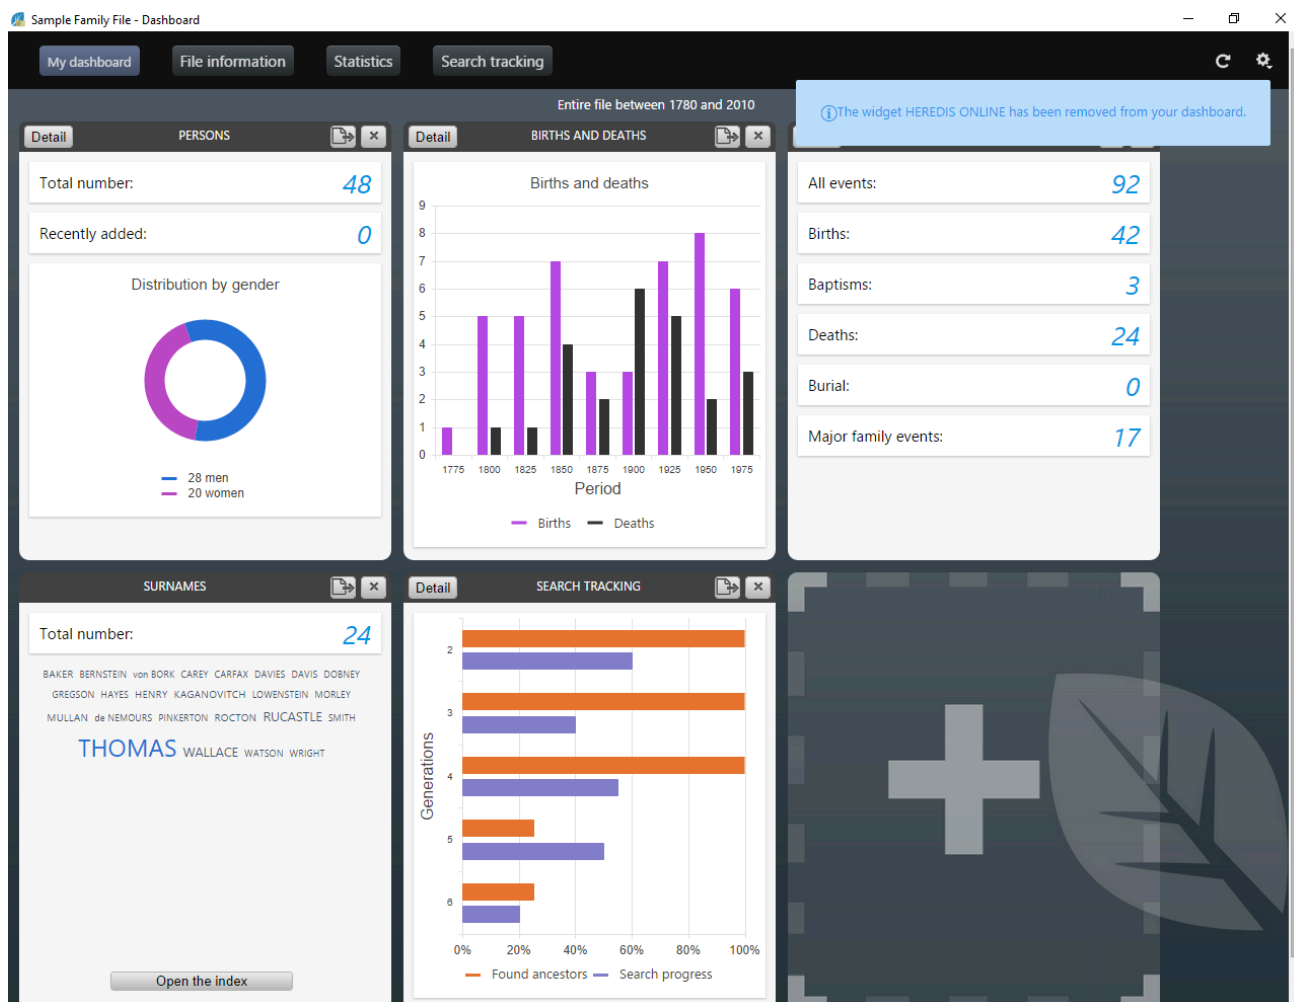 Sample Family File - Dashboard
My dashboard
File information
Statistics
Search tracking
Entire file between 1780 and 2010
The widget HEREDIS ONLINE has been removed from your dashboard.
Detail
PERSONS
Total number:
48
Recently added:
0
Distribution by gender
28 men
20 women
Detail
BIRTHS AND DEATHS
Births and deaths
9
8
7
6
5
4
3
2
1
0
1775 1800 1825 1850 1875 1900 1925 1950 1975
Period
Births Deaths
All events:
92
Births:
42
Baptisms:
3
Deaths:
24
Burial:
0
Major family events:
17
SURNAMES
Total number:
24
BAKER BERNSTEIN von BORK CAREY CARFAX DAVIES DAVIS DOBNEY
GREGSON HAYES HENRY KAGANOVITCH LOWENSTEIN MORLEY
MULLAN de NEMOURS PINKERTON ROCTON RUCASTLE SMITH
THOMAS WALLACE WATSON WRIGHT
Open the index
Detail
SEARCH TRACKING
Generations
2
3
4
5
6
0% 20% 40% 60% 80% 100%
Found ancestors Search progress